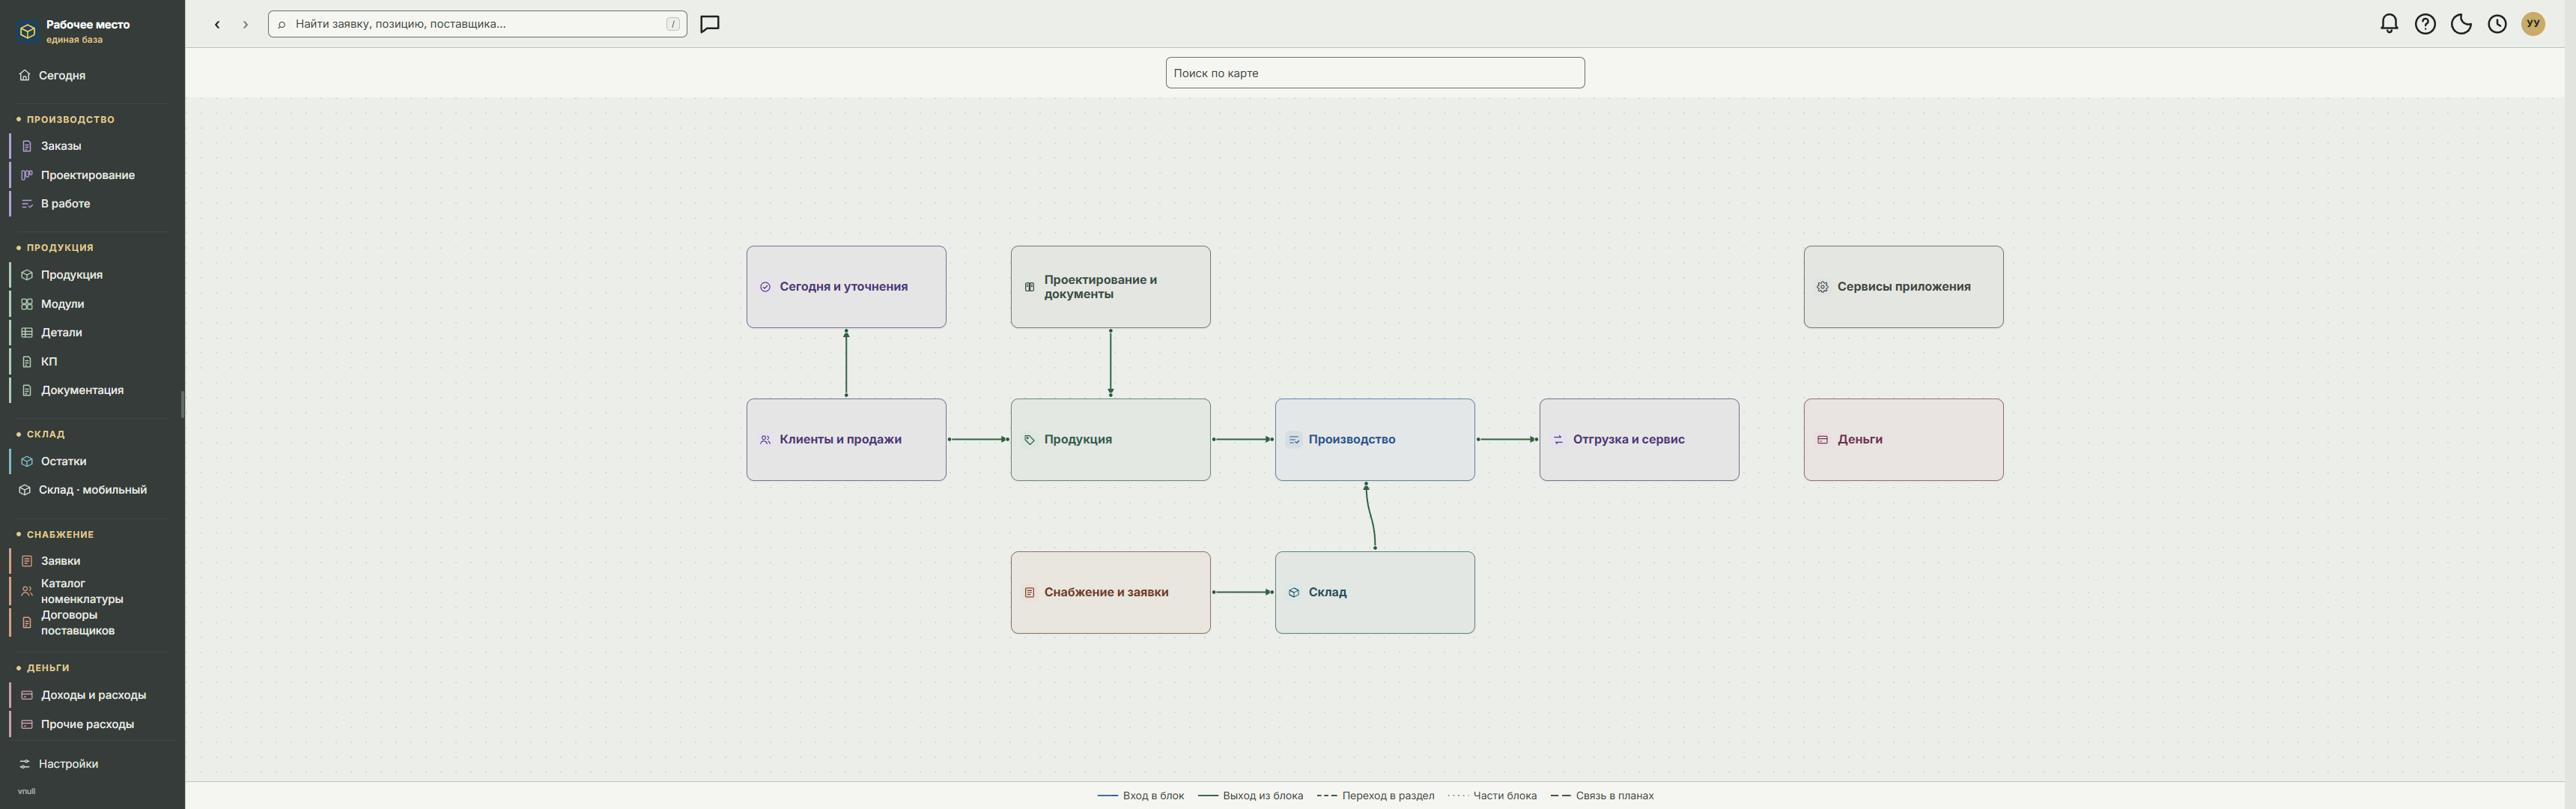 Рабочее место
единая база
Сегодня
ПРОИЗВОДСТВО
Заказы
Проектирование
В работе
ПРОДУКЦИЯ
Продукция
Модули
Детали
КП
Документация
СКЛАД
Остатки
Склад · мобильный
СНАБЖЕНИЕ
Заявки
Каталог
номенклатуры
Договоры
поставщиков
ДЕНЬГИ
Доходы и расходы
Прочие расходы
Настройки
vnull
Найти заявку, позицию, поставщика...
/
УУ
Поиск по карте
Сегодня и уточнения
Проектирование и
документы
Сервисы приложения
Клиенты и продажи
Продукция
Производство
Отгрузка и сервис
Деньги
Снабжение и заявки
Склад
Вход в блок
Выход из блока
Переход в раздел
Части блока
Связь в планах